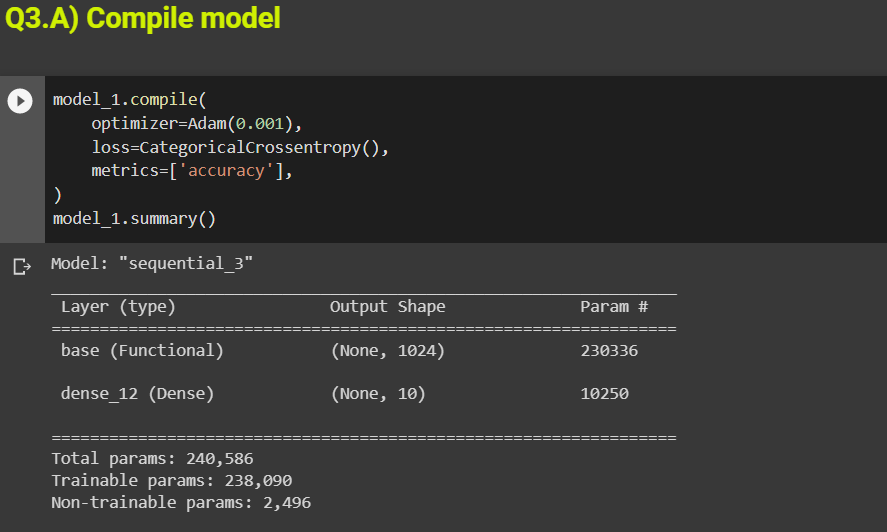 Q3.A) Compile model
model_1.compile(
    optimizer=Adam(0.001),
    loss=CategoricalCrossentropy(),
    metrics=['accuracy'],
)
model_1.summary()
Model: "sequential_3"
_________________________________________________________________
Layer (type)                Output Shape              Param #
=================================================================
base (Functional)           (None, 1024)              230336
dense_12 (Dense)            (None, 10)                10250
=================================================================
Total params: 240,586
Trainable params: 238,090
Non-trainable params: 2,496